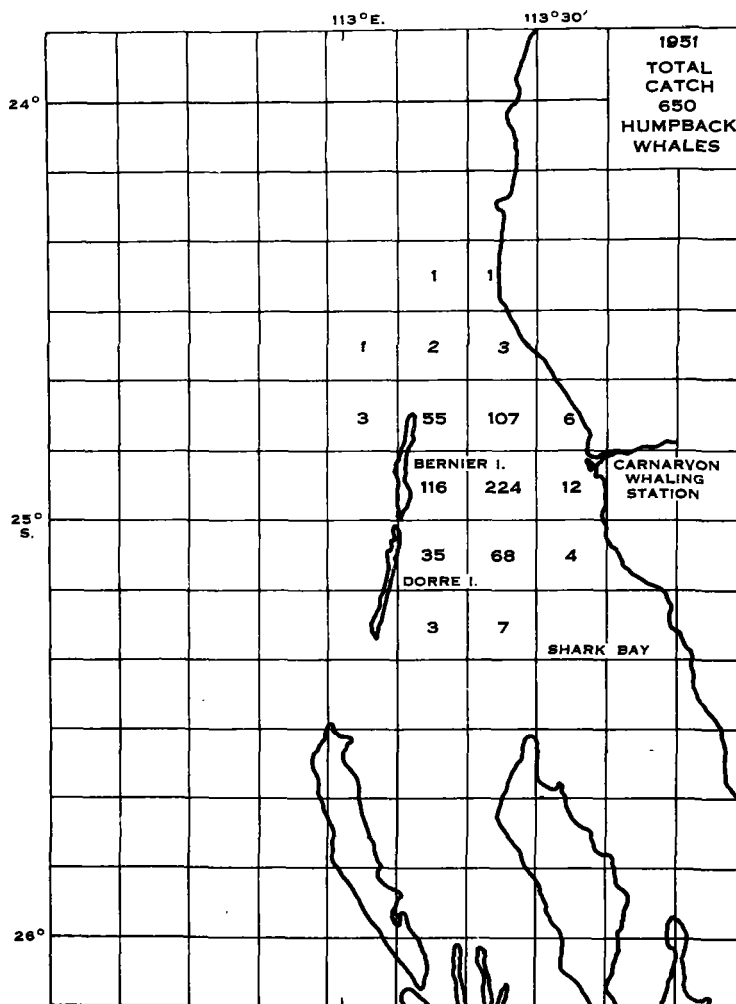 113°E.
113°30'
1951
TOTAL
CATCH
650
HUMPBACK
WHALES
24°
1 1
1 2 3
3 55 107 6
BERNIER I.
CARNARVON
WHALING
STATION
116 224 12
25°
S.
35 68 4
DORRE I.
3 7
SHARK BAY
26°